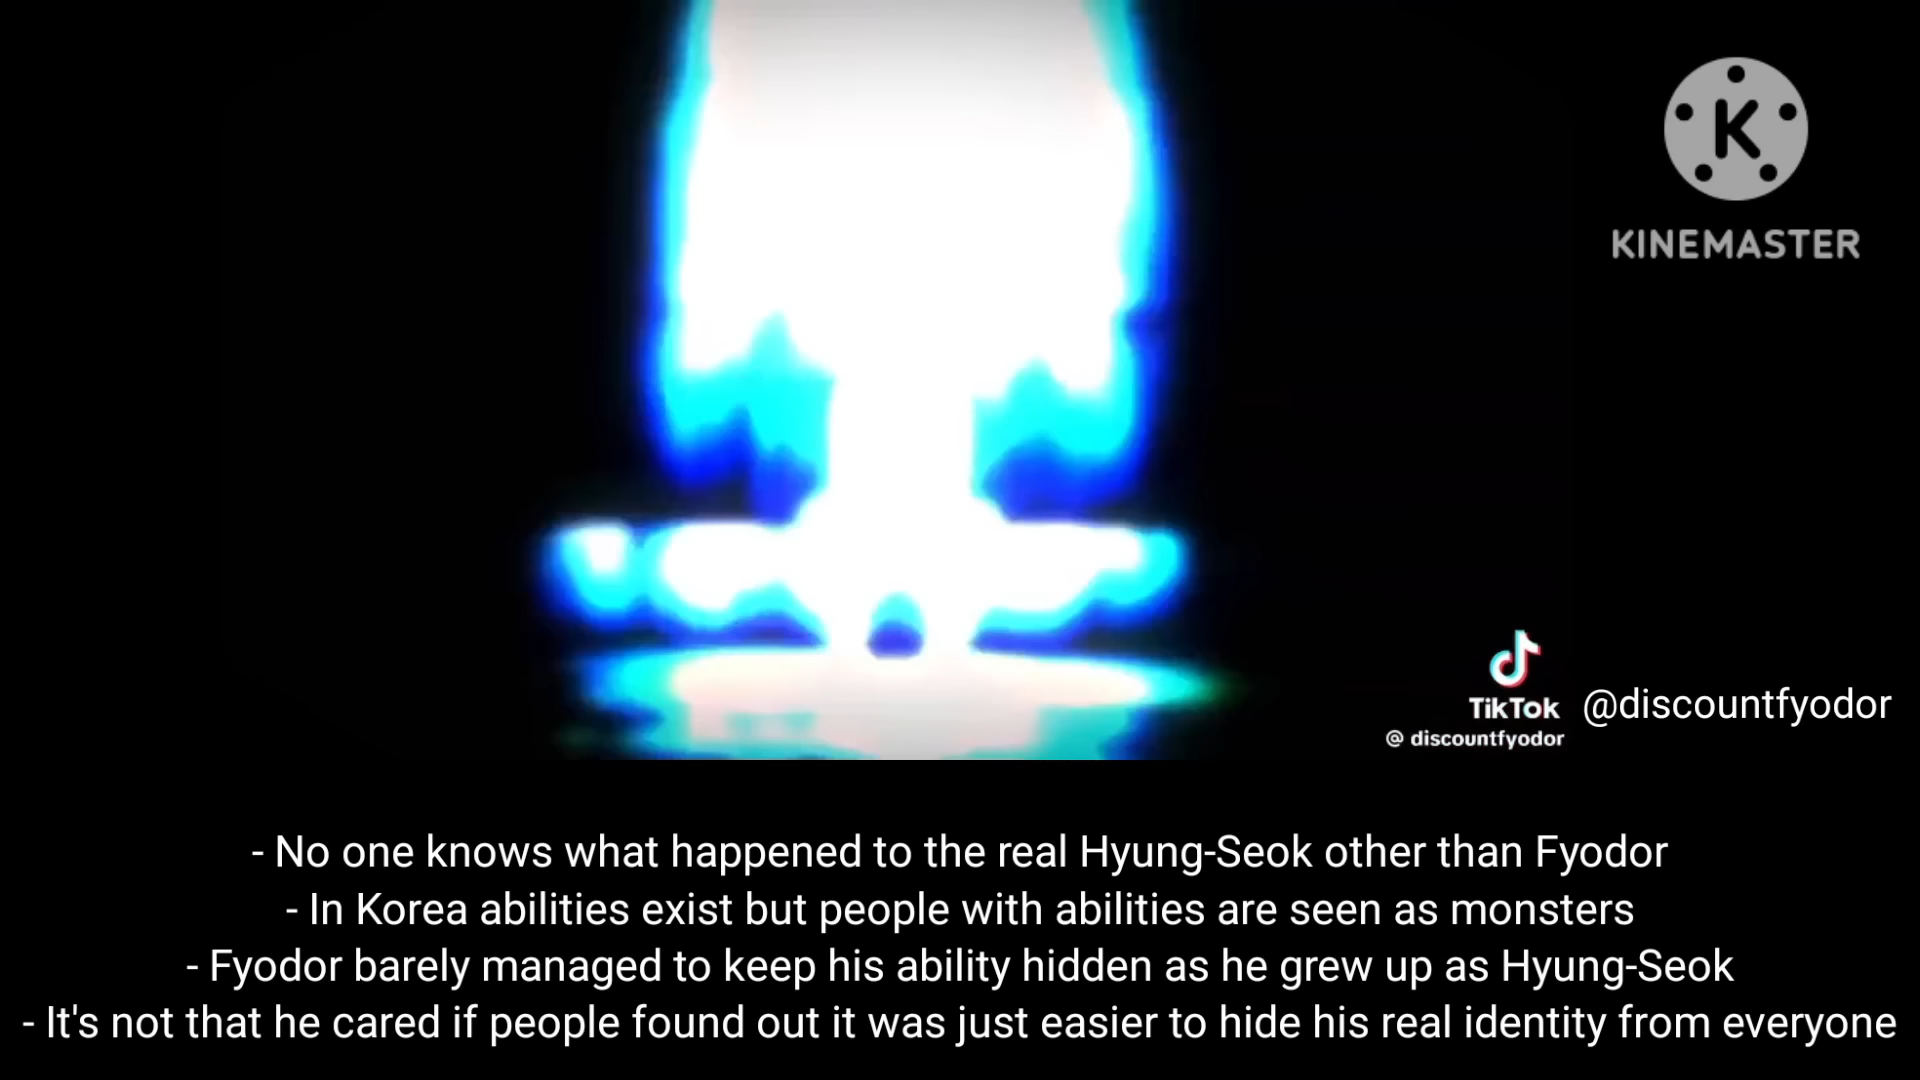 K
KINEMASTER
TikTok
@ discountfyodor
@discountfyodor
- No one knows what happened to the real Hyung-Seok other than Fyodor
- In Korea abilities exist but people with abilities are seen as monsters
- Fyodor barely managed to keep his ability hidden as he grew up as Hyung-Seok
- It's not that he cared if people found out it was just easier to hide his real identity from everyone